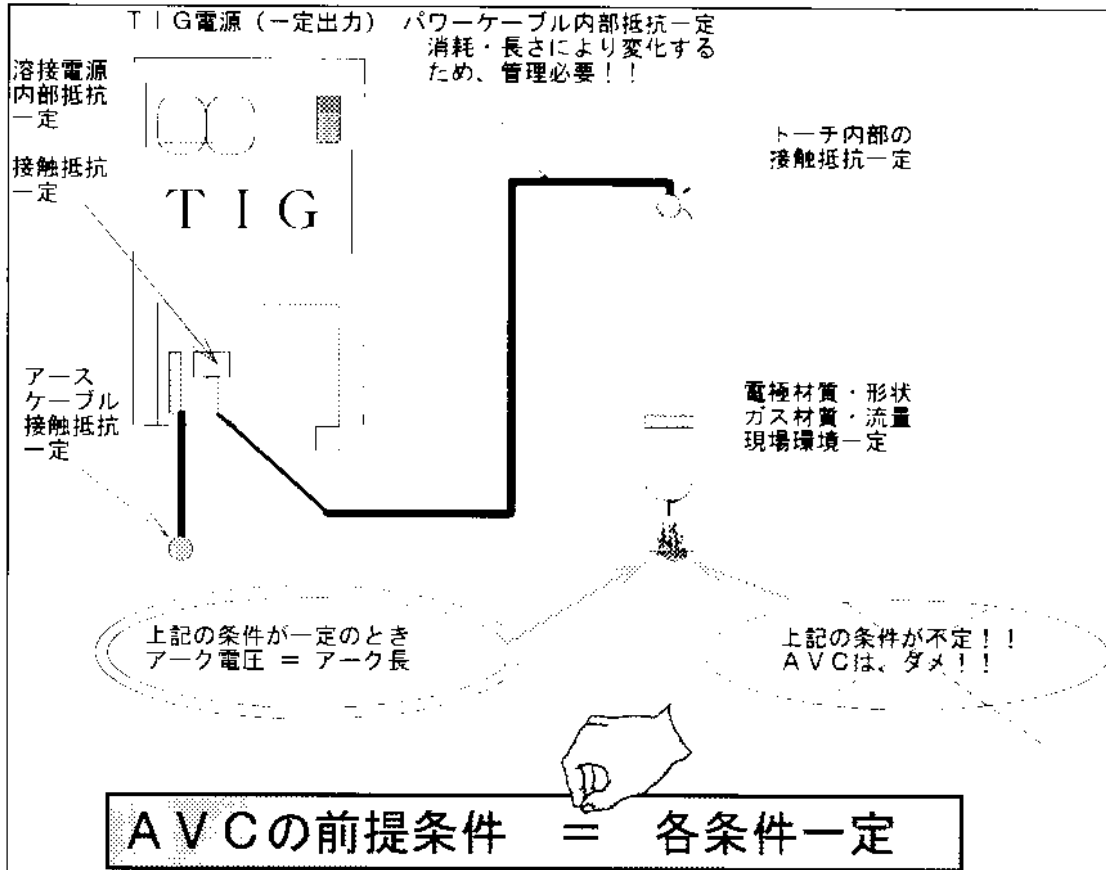 TIG電源（一定出力）
パワーケーブル内部抵抗一定
消耗・長さにより変化する
ため、管理必要！！
溶接電源
内部抵抗
一定
接触抵抗
一定
TIG
トーチ内部の
接触抵抗一定
アース
ケーブル
接触抵抗
一定
電極材質・形状
ガス材質・流量
現場環境一定
上記の条件が一定のとき
アーク電圧 ＝ アーク長
上記の条件が不定！！
AVCは、ダメ！！
AVCの前提条件 ＝ 各条件一定